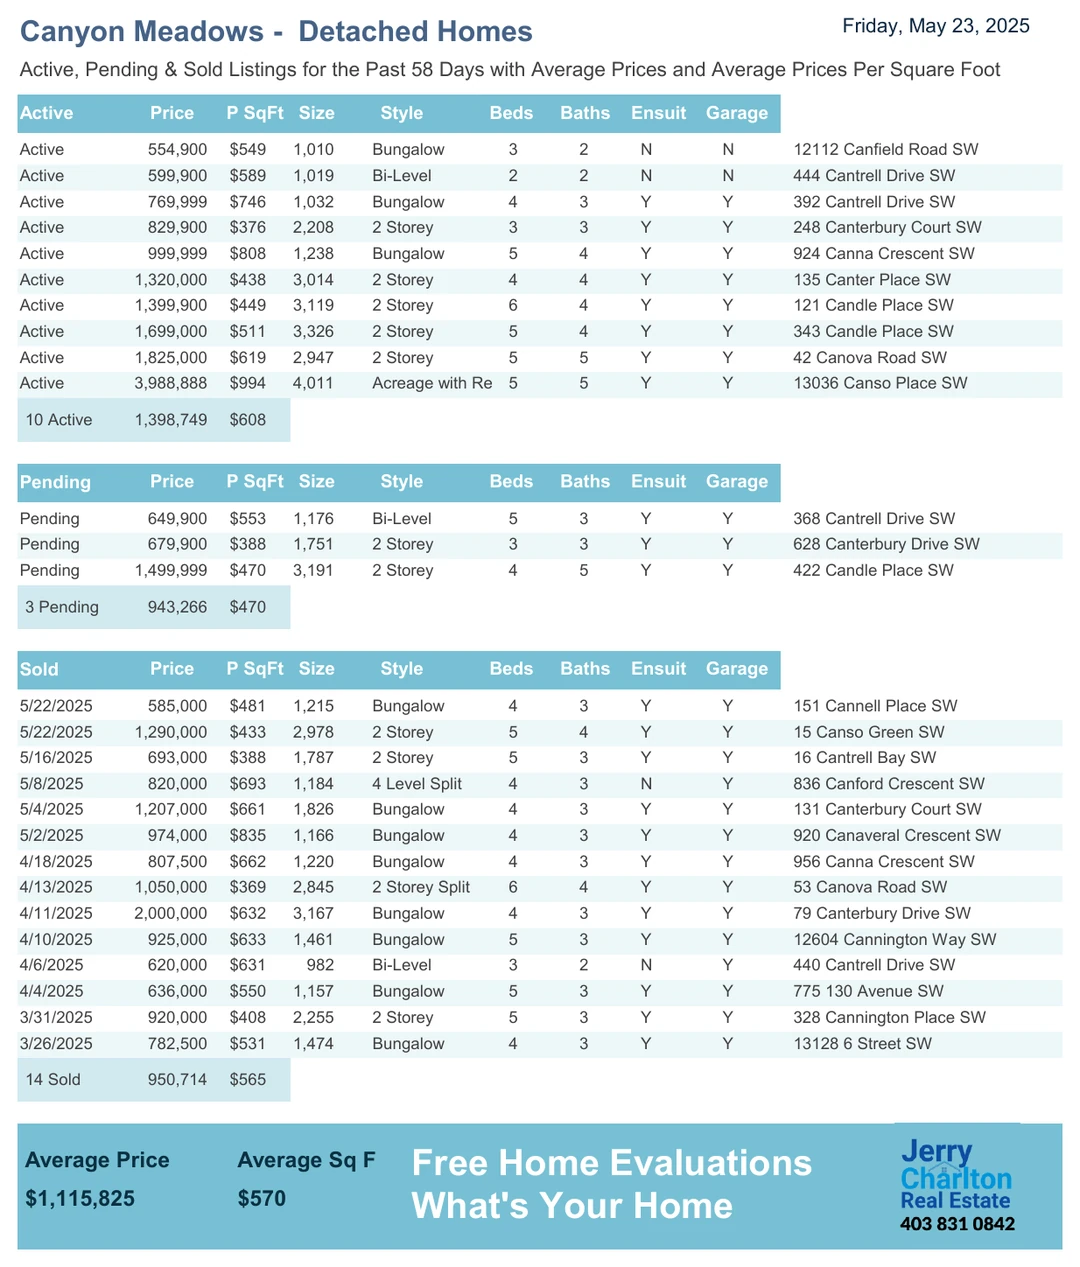 Canyon Meadows -  Detached Homes
Friday, May 23, 2025
Active, Pending & Sold Listings for the Past 58 Days with Average Prices and Average Prices Per Square Foot
Active Price P SqFt Size Style Beds Baths Ensuit Garage
Active 554,900 $549 1,010 Bungalow 3 2 N N 12112 Canfield Road SW
Active 599,900 $589 1,019 Bi-Level 2 2 N N 444 Cantrell Drive SW
Active 769,999 $746 1,032 Bungalow 4 3 Y Y 392 Cantrell Drive SW
Active 829,900 $376 2,208 2 Storey 3 3 Y Y 248 Canterbury Court SW
Active 999,999 $808 1,238 Bungalow 5 4 Y Y 924 Canna Crescent SW
Active 1,320,000 $438 3,014 2 Storey 4 4 Y Y 135 Canter Place SW
Active 1,399,900 $449 3,119 2 Storey 6 4 Y Y 121 Candle Place SW
Active 1,699,000 $511 3,326 2 Storey 5 4 Y Y 343 Candle Place SW
Active 1,825,000 $619 2,947 2 Storey 5 5 Y Y 42 Canova Road SW
Active 3,988,888 $994 4,011 Acreage with Re 5 5 Y Y 13036 Canso Place SW
10 Active 1,398,749 $608
Pending Price P SqFt Size Style Beds Baths Ensuit Garage
Pending 649,900 $553 1,176 Bi-Level 5 3 Y Y 368 Cantrell Drive SW
Pending 679,900 $388 1,751 2 Storey 3 3 Y Y 628 Canterbury Drive SW
Pending 1,499,999 $470 3,191 2 Storey 4 5 Y Y 422 Candle Place SW
3 Pending 943,266 $470
Sold Price P SqFt Size Style Beds Baths Ensuit Garage
5/22/2025 585,000 $481 1,215 Bungalow 4 3 Y Y 151 Cannell Place SW
5/22/2025 1,290,000 $433 2,978 2 Storey 5 4 Y Y 15 Canso Green SW
5/16/2025 693,000 $388 1,787 2 Storey 5 3 Y Y 16 Cantrell Bay SW
5/8/2025 820,000 $693 1,184 4 Level Split 4 3 N Y 836 Canford Crescent SW
5/4/2025 1,207,000 $661 1,826 Bungalow 4 3 Y Y 131 Canterbury Court SW
5/2/2025 974,000 $835 1,166 Bungalow 4 3 Y Y 920 Canaveral Crescent SW
4/18/2025 807,500 $662 1,220 Bungalow 4 3 Y Y 956 Canna Crescent SW
4/13/2025 1,050,000 $369 2,845 2 Storey Split 6 4 Y Y 53 Canova Road SW
4/11/2025 2,000,000 $632 3,167 Bungalow 4 3 Y Y 79 Canterbury Drive SW
4/10/2025 925,000 $633 1,461 Bungalow 5 3 Y Y 12604 Cannington Way SW
4/6/2025 620,000 $631 982 Bi-Level 3 2 N Y 440 Cantrell Drive SW
4/4/2025 636,000 $550 1,157 Bungalow 5 3 Y Y 775 130 Avenue SW
3/31/2025 920,000 $408 2,255 2 Storey 5 3 Y Y 328 Cannington Place SW
3/26/2025 782,500 $531 1,474 Bungalow 4 3 Y Y 13128 6 Street SW
14 Sold 950,714 $565
Average Price Average Sq F
$1,115,825 $570
Free Home Evaluations
What's Your Home
Jerry
Charlton
Real Estate
403 831 0842